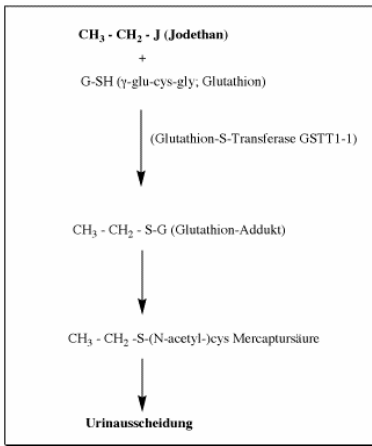 CH₃ - CH₂ - J (Jodethan)
+
G-SH (γ-glu-cys-gly; Glutathion)
(Glutathion-S-Transferase GSTT1-1)
CH₃ - CH₂ - S-G (Glutathion-Addukt)
CH₃ - CH₂ -S-(N-acetyl-)cys Mercaptursäure
Urinausscheidung